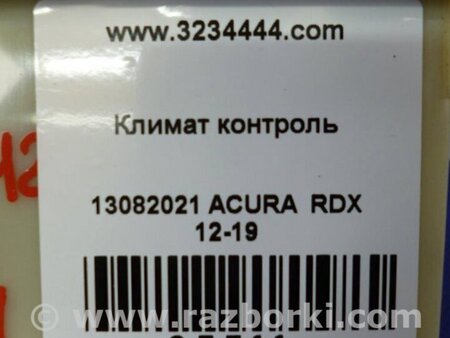 www.3234444.com
Климат контроль
13082021 ACURA RDX
12-19
© www.razborki.com